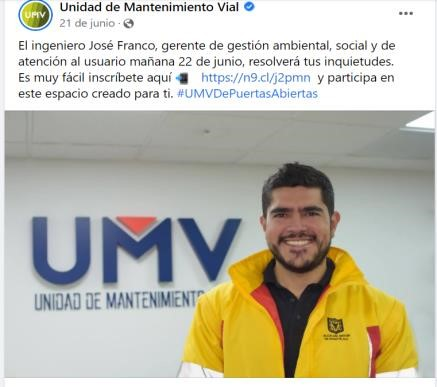 UMV Unidad de Mantenimiento Vial
21 de junio
El ingeniero José Franco, gerente de gestión ambiental, social y de
atención al usuario mañana 22 de junio, resolverá tus inquietudes.
Es muy fácil inscríbete aquí https://n9.cl/j2pmn y participa en
este espacio creado para ti. #UMVDePuertasAbiertas
UMV
UNIDAD DE MANTENIMIENTO